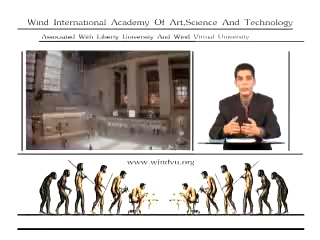 Wind International Academy Of Art,Science And Technology
Associated With Liberty University And Wind Virtual University
www.windvu.org